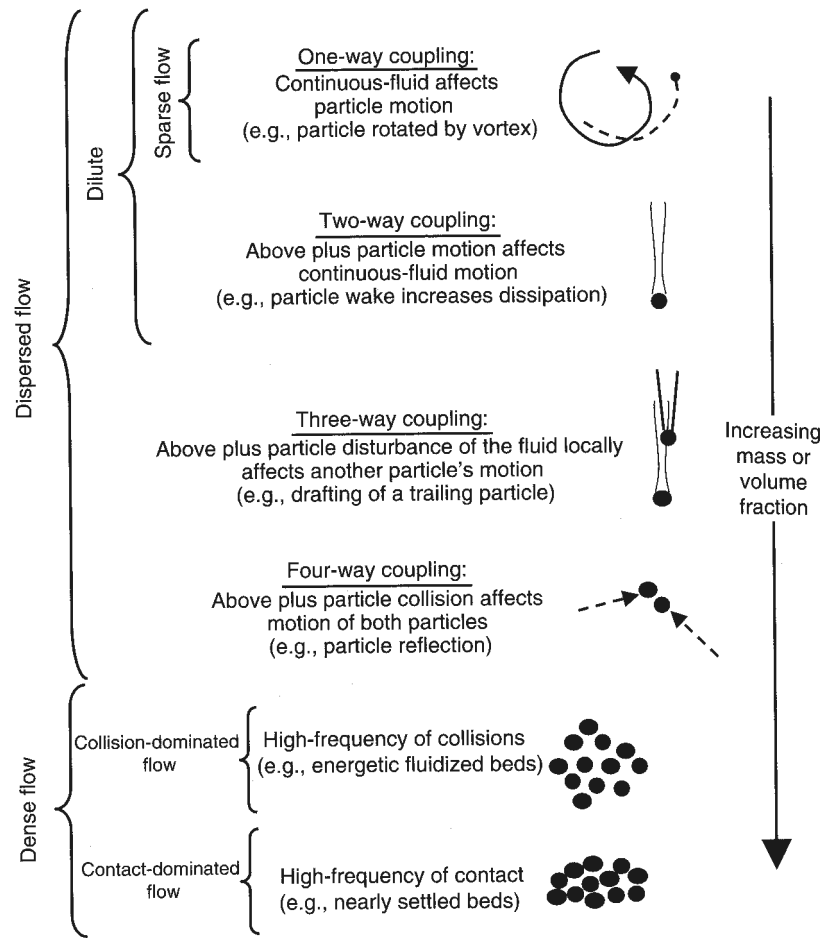 Dispersed flow
Dilute
Sparse flow
One-way coupling:
Continuous-fluid affects
particle motion
(e.g., particle rotated by vortex)
Two-way coupling:
Above plus particle motion affects
continuous-fluid motion
(e.g., particle wake increases dissipation)
Three-way coupling:
Above plus particle disturbance of the fluid locally
affects another particle's motion
(e.g., drafting of a trailing particle)
Four-way coupling:
Above plus particle collision affects
motion of both particles
(e.g., particle reflection)
Increasing
mass or
volume
fraction
Dense flow
Collision-dominated
flow
High-frequency of collisions
(e.g., energetic fluidized beds)
Contact-dominated
flow
High-frequency of contact
(e.g., nearly settled beds)